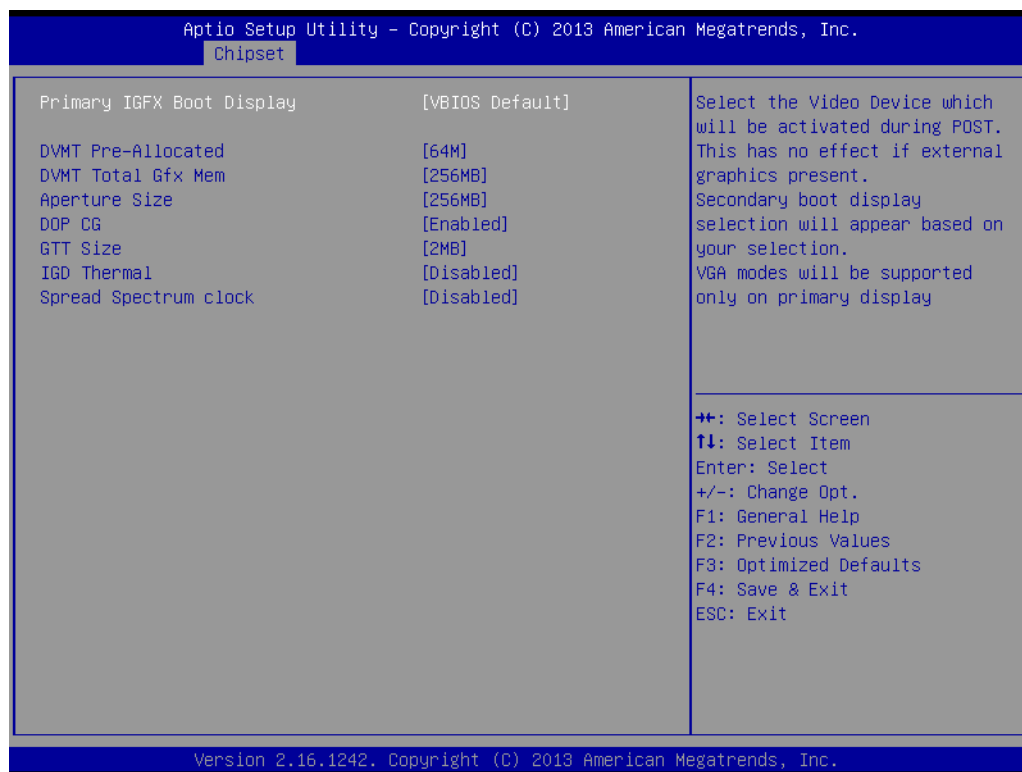 Aptio Setup Utility – Copyright (C) 2013 American Megatrends, Inc.
Chipset
Primary IGFX Boot Display [VBIOS Default]
DVMT Pre-Allocated [64M]
DVMT Total Gfx Mem [256MB]
Aperture Size [256MB]
DOP CG [Enabled]
GTT Size [2MB]
IGD Thermal [Disabled]
Spread Spectrum clock [Disabled]
Select the Video Device which
will be activated during POST.
This has no effect if external
graphics present.
Secondary boot display
selection will appear based on
your selection.
VGA modes will be supported
only on primary display
→←: Select Screen
↑↓: Select Item
Enter: Select
+/-: Change Opt.
F1: General Help
F2: Previous Values
F3: Optimized Defaults
F4: Save & Exit
ESC: Exit
Version 2.16.1242. Copyright (C) 2013 American Megatrends, Inc.